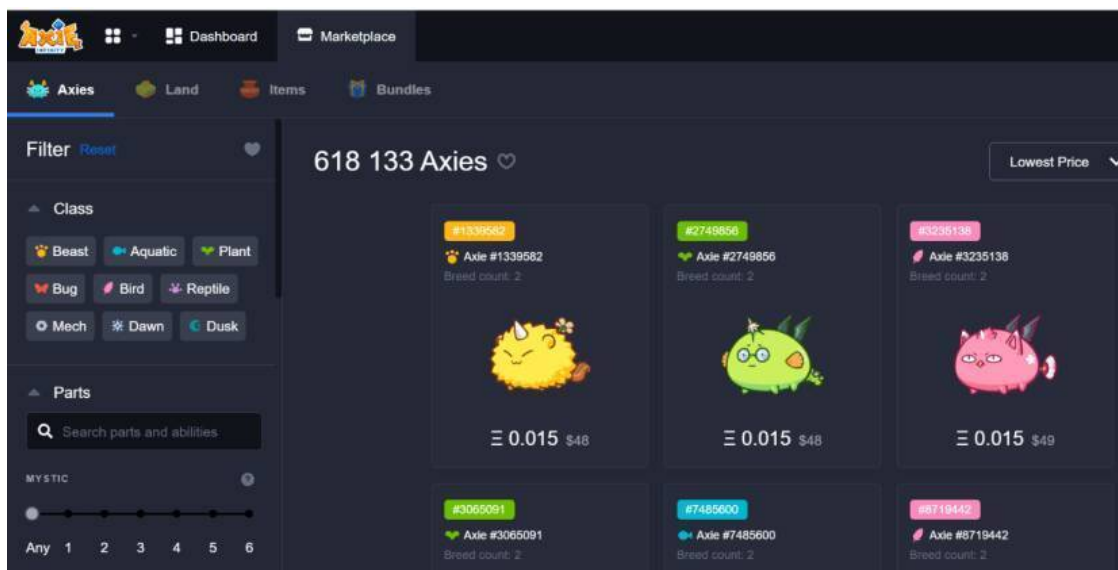 AXIE
INFINITY
Dashboard
Marketplace
Axies
Land
Items
Bundles
Filter Reset
618 133 Axies
Lowest Price
Class
Beast
Aquatic
Plant
Bug
Bird
Reptile
Mech
Dawn
Dusk
Parts
Search parts and abilities
MYSTIC
Any 1 2 3 4 5 6
#1339582
Axie #1339582
Breed count: 2
Ξ 0.015 $48
#2749856
Axie #2749856
Breed count: 2
Ξ 0.015 $48
#3235138
Axie #3235138
Breed count: 2
Ξ 0.015 $49
#3065091
Axie #3065091
Breed count: 2
#7485600
Axie #7485600
Breed count: 2
#8719442
Axie #8719442
Breed count: 2